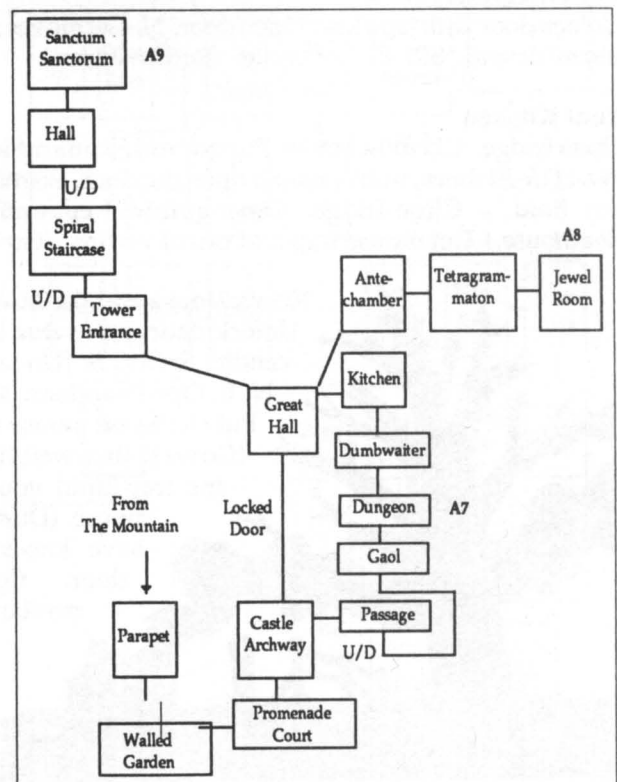 Sanctum
Sanctorum
A9
Hall
U/D
Spiral
Staircase
U/D
Tower
Entrance
A8
Ante-
chamber
Tetragram-
maton
Jewel
Room
Kitchen
Great
Hall
Dumbwaiter
From
The Mountain
Locked
Door
Dungeon
A7
Gaol
Parapet
Castle
Archway
Passage
U/D
Promenade
Court
Walled
Garden